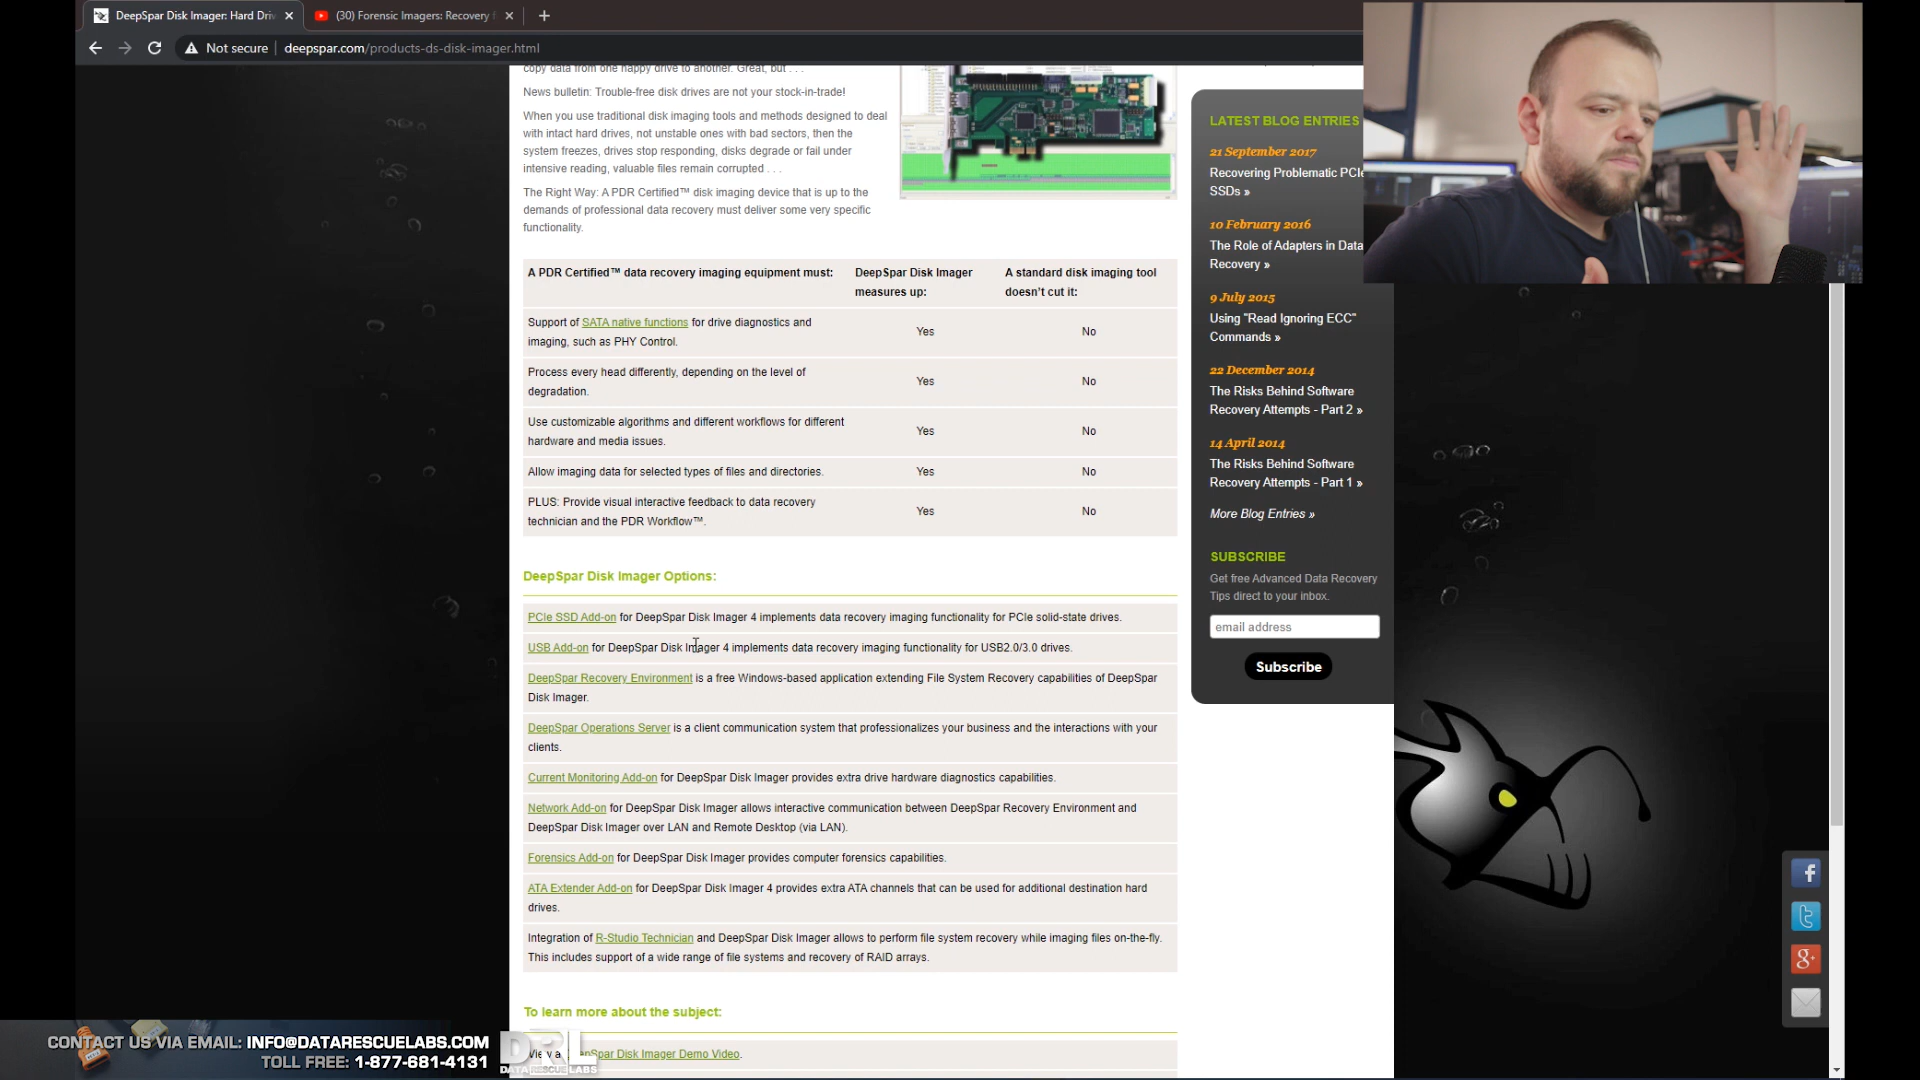 DeepSpar Disk Imager: Hard Driv
(30) Forensic Imagers: Recovery f
Not secure
deepspar.com/products-ds-disk-imager.html
copy data from one happy drive to another. Great, but . . .
News bulletin: Trouble-free disk drives are not your stock-in-trade!
When you use traditional disk imaging tools and methods designed to deal
with intact hard drives, not unstable ones with bad sectors, then the
system freezes, drives stop responding, disks degrade or fail under
intensive reading, valuable files remain corrupted . . .
The Right Way: A PDR Certified™ disk imaging device that is up to the
demands of professional data recovery must deliver some very specific
functionality.
A PDR Certified™ data recovery imaging equipment must:
DeepSpar Disk Imager
measures up:
A standard disk imaging tool
doesn't cut it:
Support of SATA native functions for drive diagnostics and
imaging, such as PHY Control.
Yes
No
Process every head differently, depending on the level of
degradation.
Yes
No
Use customizable algorithms and different workflows for different
hardware and media issues.
Yes
No
Allow imaging data for selected types of files and directories.
Yes
No
PLUS: Provide visual interactive feedback to data recovery
technician and the PDR Workflow™.
Yes
No
DeepSpar Disk Imager Options:
PCIe SSD Add-on for DeepSpar Disk Imager 4 implements data recovery imaging functionality for PCIe solid-state drives.
USB Add-on for DeepSpar Disk Imager 4 implements data recovery imaging functionality for USB2.0/3.0 drives.
DeepSpar Recovery Environment is a free Windows-based application extending File System Recovery capabilities of DeepSpar
Disk Imager.
DeepSpar Operations Server is a client communication system that professionalizes your business and the interactions with your
clients.
Current Monitoring Add-on for DeepSpar Disk Imager provides extra drive hardware diagnostics capabilities.
Network Add-on for DeepSpar Disk Imager allows interactive communication between DeepSpar Recovery Environment and
DeepSpar Disk Imager over LAN and Remote Desktop (via LAN).
Forensics Add-on for DeepSpar Disk Imager provides computer forensics capabilities.
ATA Extender Add-on for DeepSpar Disk Imager 4 provides extra ATA channels that can be used for additional destination hard
drives.
Integration of R-Studio Technician and DeepSpar Disk Imager allows to perform file system recovery while imaging files on-the-fly.
This includes support of a wide range of file systems and recovery of RAID arrays.
To learn more about the subject:
View a DeepSpar Disk Imager Demo Video.
LATEST BLOG ENTRIES
21 September 2017
Recovering Problematic PCIe
SSDs »
10 February 2016
The Role of Adapters in Data
Recovery »
9 July 2015
Using "Read Ignoring ECC"
Commands »
22 December 2014
The Risks Behind Software
Recovery Attempts - Part 2 »
14 April 2014
The Risks Behind Software
Recovery Attempts - Part 1 »
More Blog Entries »
SUBSCRIBE
Get free Advanced Data Recovery
Tips direct to your inbox.
email address
Subscribe
CONTACT US VIA EMAIL: INFO@DATARESCUELABS.COM
TOLL FREE: 1-877-681-4131
DRL
DATA RESCUE LABS